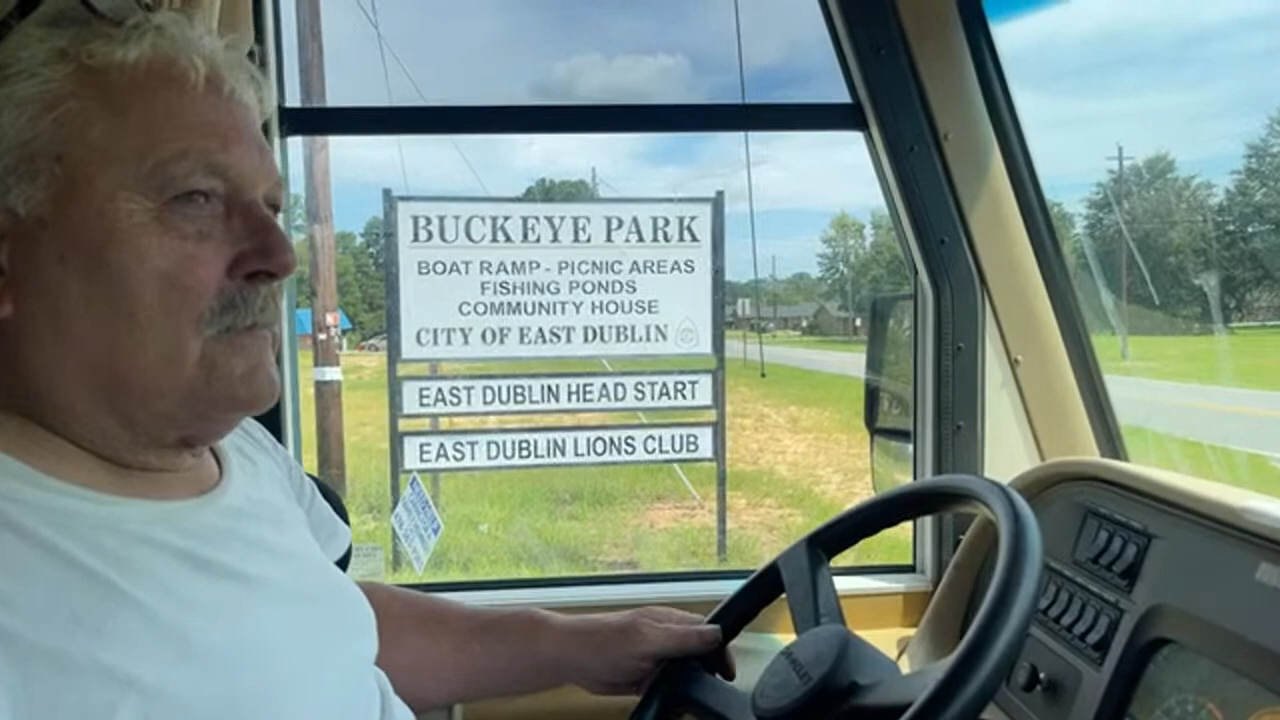 BUCKEYE PARK
BOAT RAMP - PICNIC AREAS
FISHING PONDS
COMMUNITY HOUSE
CITY OF EAST DUBLIN
EAST DUBLIN HEAD START
EAST DUBLIN LIONS CLUB